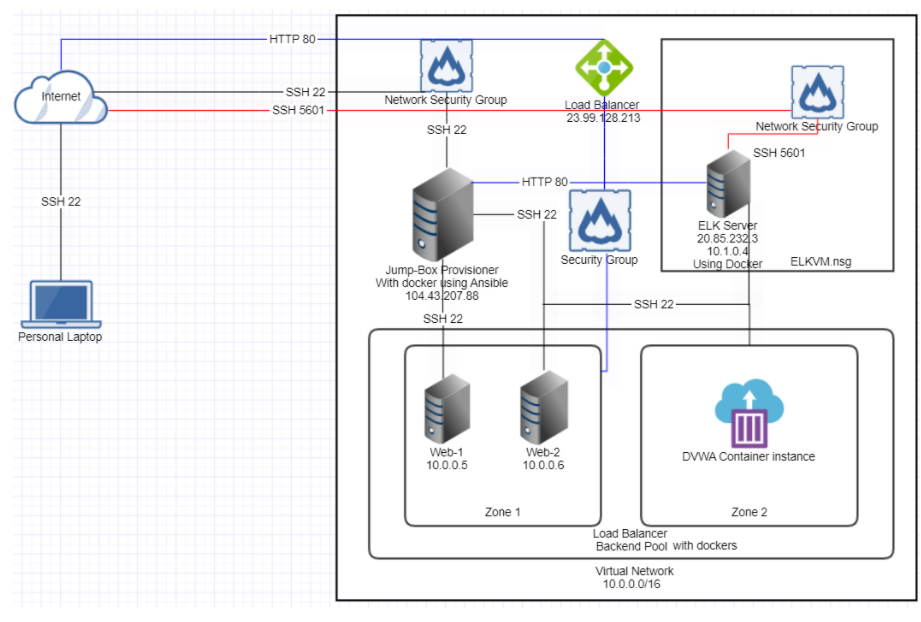 HTTP 80
Internet
SSH 22
SSH 5601
Network Security Group
Load Balancer
23.99.128.213
Network Security Group
SSH 22
SSH 5601
HTTP 80
SSH 22
SSH 22
ELK Server
20.85.232.3
10.1.0.4
Using Docker
ELKVM.nsg
Security Group
Jump-Box Provisioner
With docker using Ansible
104.43.207.88
SSH 22
SSH 22
Personal Laptop
Web-1
10.0.0.5
Web-2
10.0.0.6
DVWA Container instance
Zone 1
Zone 2
Load Balancer
Backend Pool with dockers
Virtual Network
10.0.0.0/16